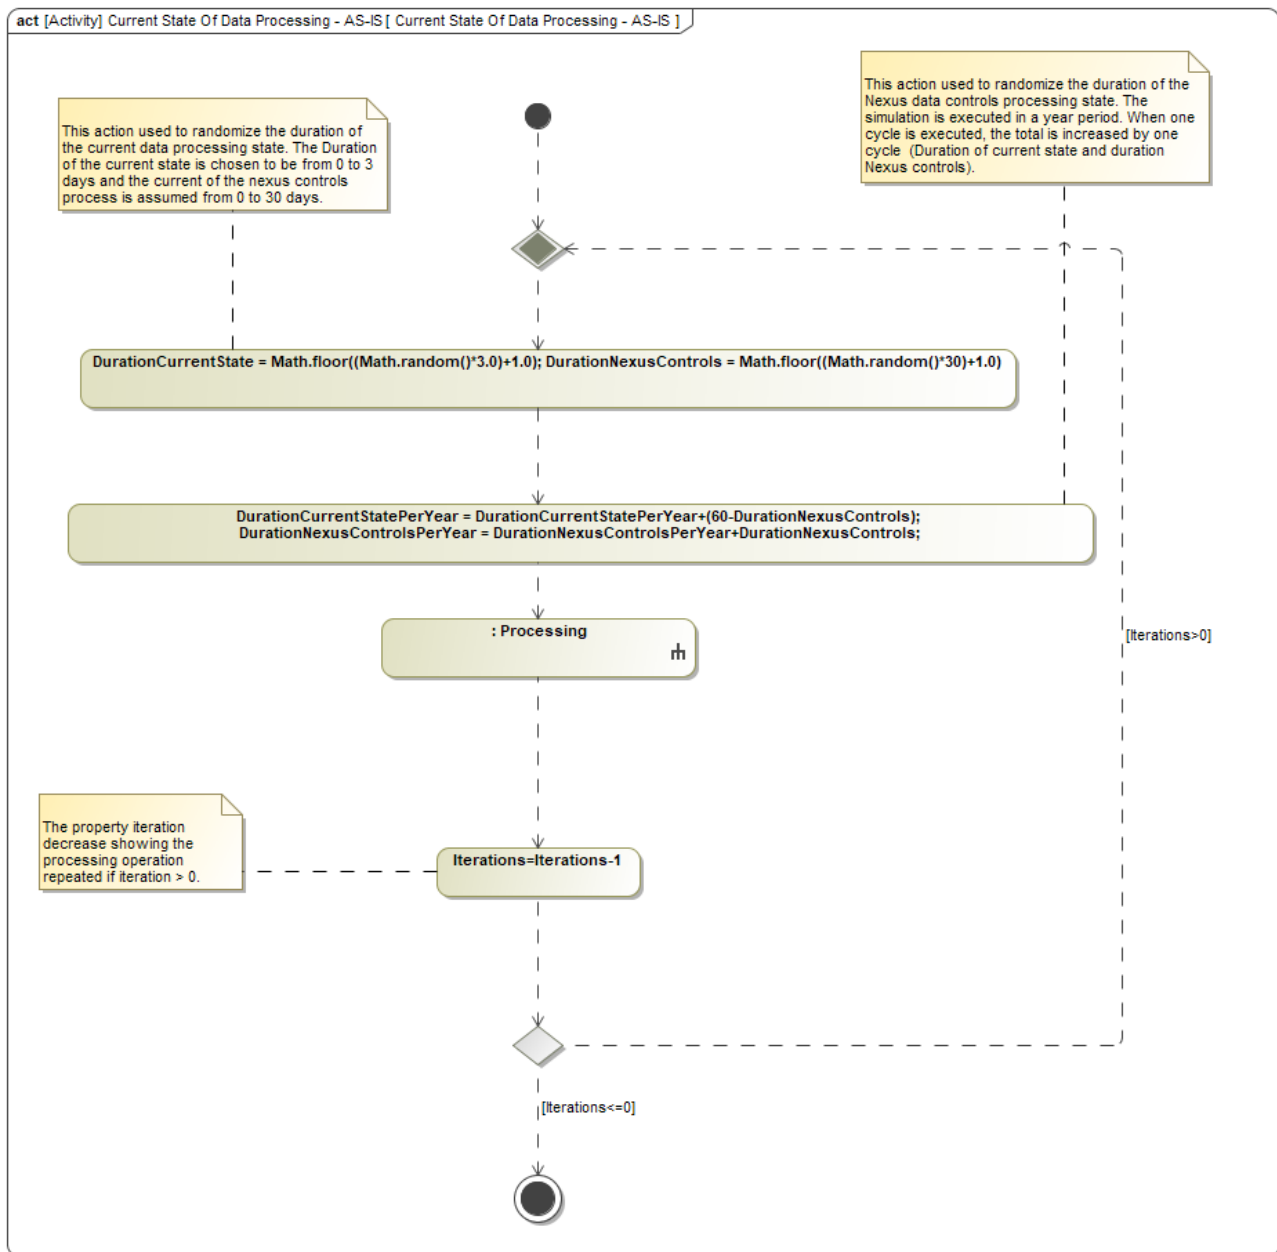 act [Activity] Current State Of Data Processing - AS-IS [ Current State Of Data Processing - AS-IS ]
This action used to randomize the duration of
the current data processing state. The Duration
of the current state is chosen to be from 0 to 3
days and the current of the nexus controls
process is assumed from 0 to 30 days.
This action used to randomize the duration of the
Nexus data controls processing state. The
simulation is executed in a year period. When one
cycle is executed, the total is increased by one
cycle (Duration of current state and duration
Nexus controls).
DurationCurrentState = Math.floor((Math.random()*3.0)+1.0); DurationNexusControls = Math.floor((Math.random()*30)+1.0)
DurationCurrentStatePerYear = DurationCurrentStatePerYear+(60-DurationNexusControls);
DurationNexusControlsPerYear = DurationNexusControlsPerYear+DurationNexusControls;
: Processing
[Iterations>0]
The property iteration
decrease showing the
processing operation
repeated if iteration > 0.
Iterations=Iterations-1
[Iterations<=0]